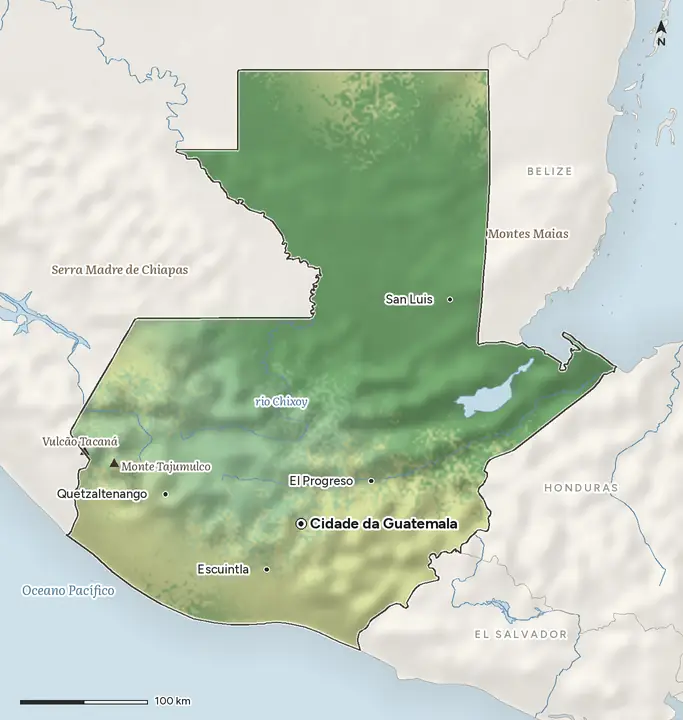 N
BELIZE
Montes Maias
Serra Madre de Chiapas
San Luis
rio Chixoy
Vulcão Tacaná
Monte Tajumulco
El Progreso
Quetzaltenango
HONDURAS
Cidade da Guatemala
Escuintla
Oceano Pacífico
EL SALVADOR
100 km